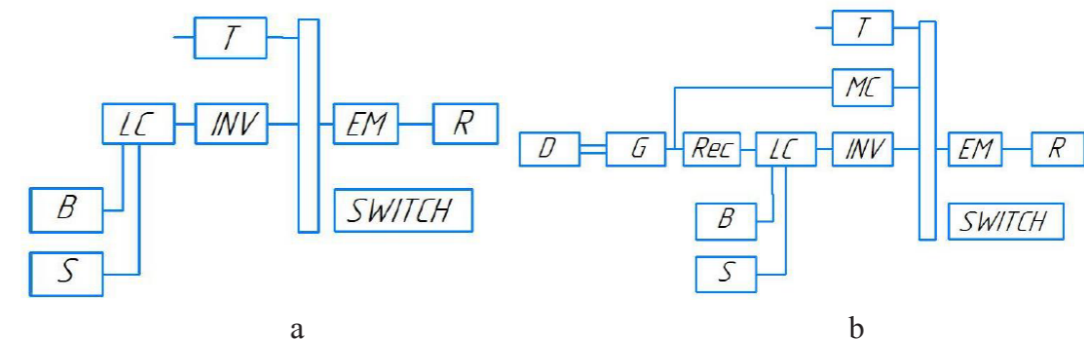 T
LC INV EM R
B
SWITCH
S
a
T
MC
D G Rec LC INV EM R
B
SWITCH
S
b